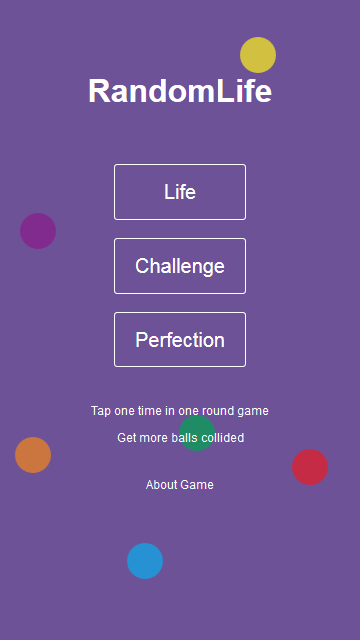 RandomLife
Life
Challenge
Perfection
Tap one time in one round game
Get more balls collided
About Game